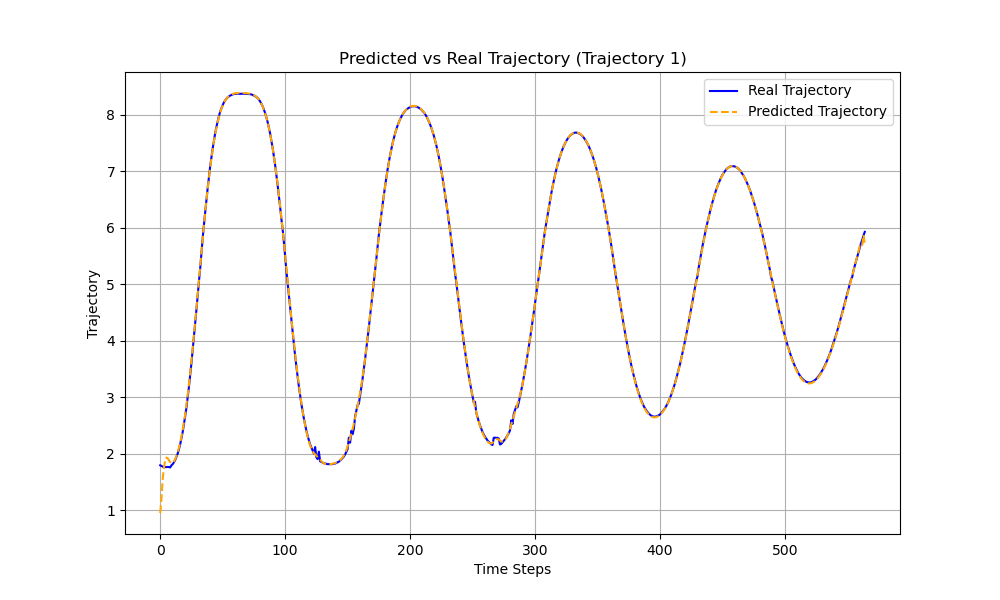 Predicted vs Real Trajectory (Trajectory 1)
Real Trajectory
Predicted Trajectory
8
7
6
5
4
3
2
1
Trajectory
0 100 200 300 400 500
Time Steps